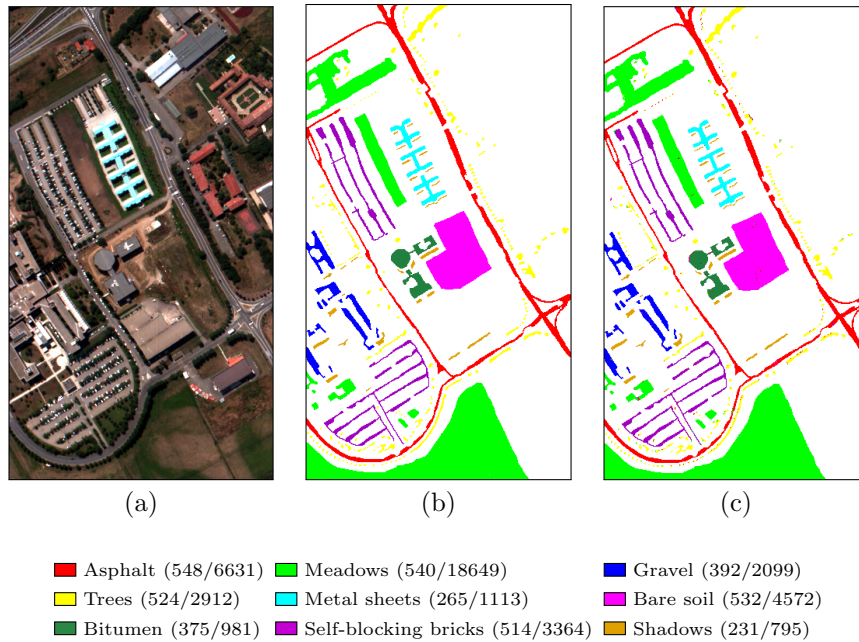 (a) (b) (c)
Asphalt (548/6631) Meadows (540/18649) Gravel (392/2099)
Trees (524/2912) Metal sheets (265/1113) Bare soil (532/4572)
Bitumen (375/981) Self-blocking bricks (514/3364) Shadows (231/795)